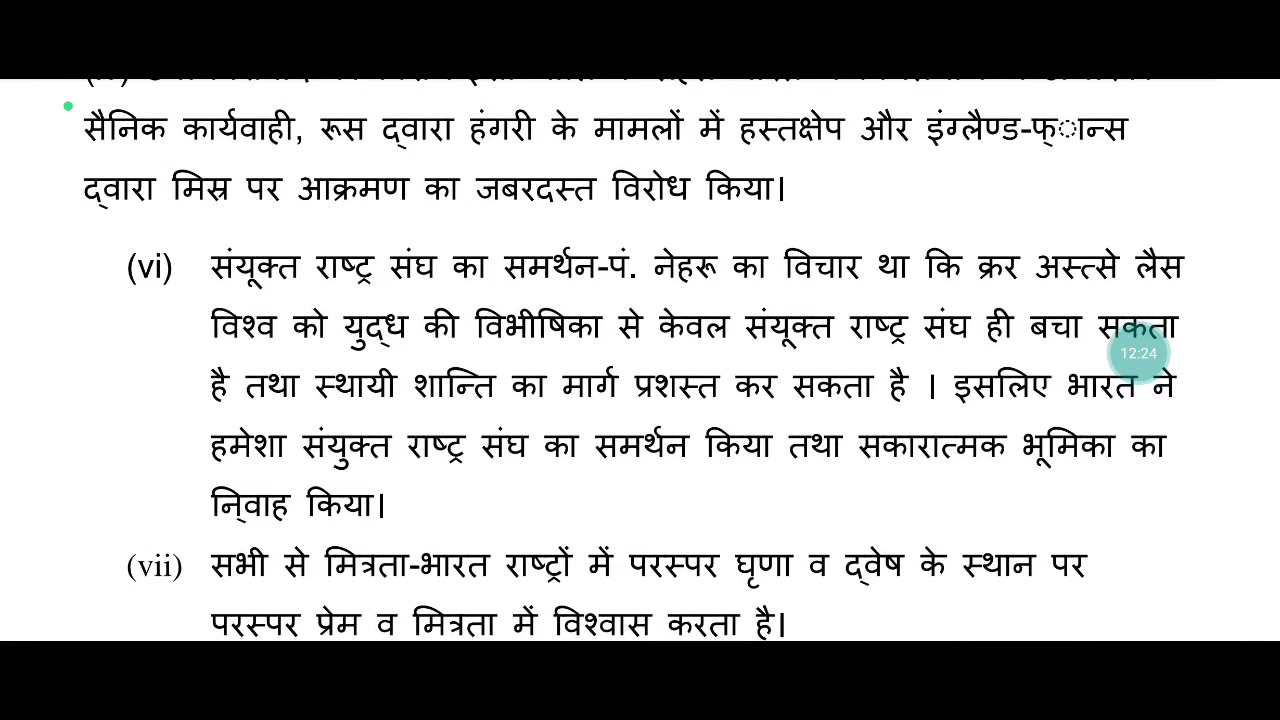 सैनिक कार्यवाही, रूस द्वारा हंगरी के मामलों में हस्तक्षेप और इंग्लैण्ड-फ्ान्स
द्वारा मिस्र पर आक्रमण का जबरदस्त विरोध किया।
(vi) संयूक्त राष्ट्र संघ का समर्थन-पं. नेहरू का विचार था कि क्रर अस्त्से लैस
विश्व को युद्ध की विभीषिका से केवल संयूक्त राष्ट्र संघ ही बचा सकता
12:24
है तथा स्थायी शान्ति का मार्ग प्रशस्त कर सकता है । इसलिए भारत ने
हमेशा संयुक्त राष्ट्र संघ का समर्थन किया तथा सकारात्मक भूमिका का
नि्वाह किया।
(vii) सभी से मित्रता-भारत राष्ट्रों में परस्पर घृणा व द्वेष के स्थान पर
परस्पर प्रेम व मित्रता में विश्वास करता है।